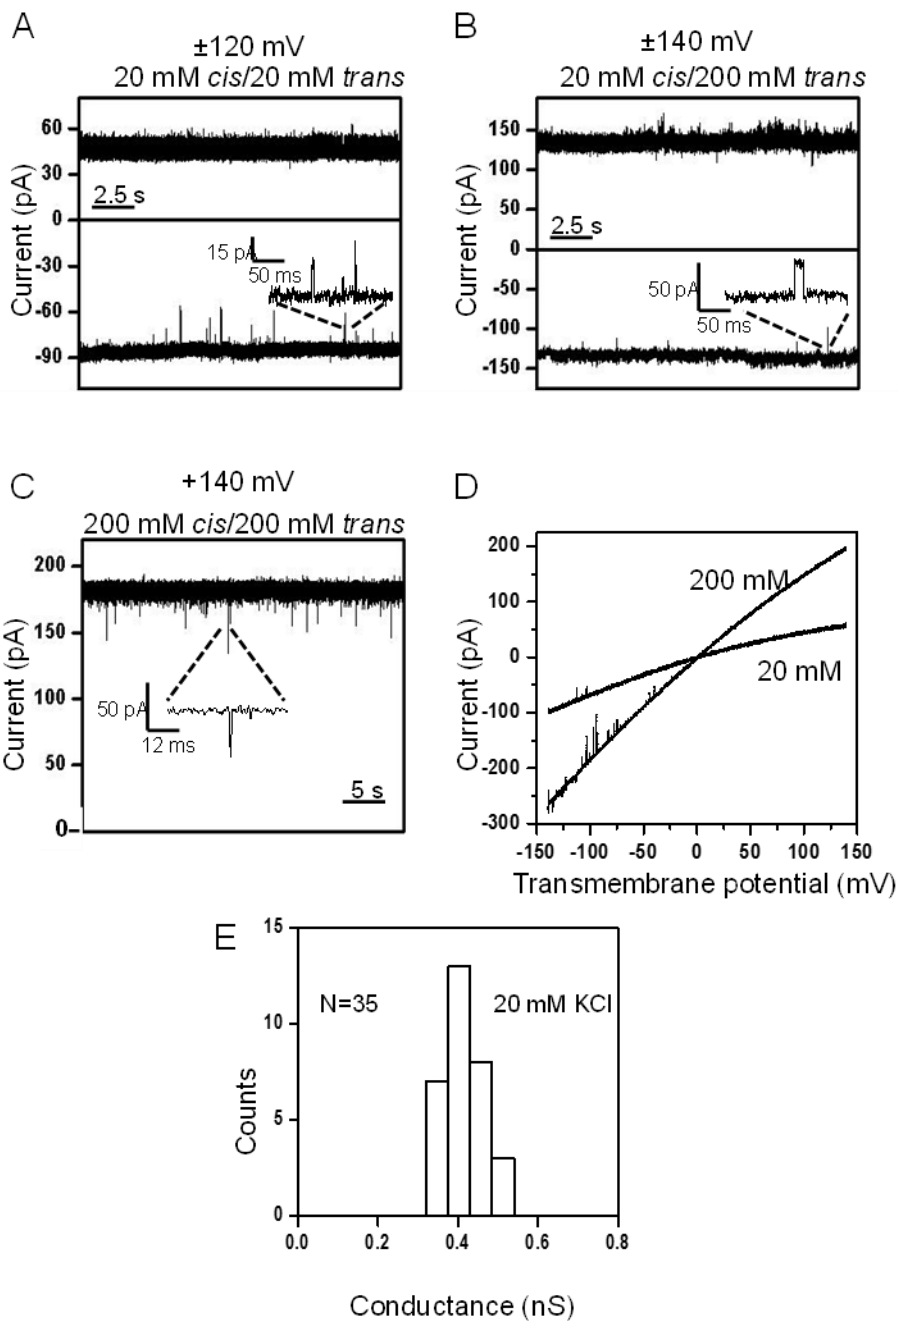 A
±120 mV
20 mM cis/20 mM trans
Current (pA)
60
30
0
-30
-60
-90
2.5 s
15 pA
50 ms
B
±140 mV
20 mM cis/200 mM trans
Current (pA)
150
100
50
0
-50
-100
-150
2.5 s
50 pA
50 ms
C
+140 mV
200 mM cis/200 mM trans
Current (pA)
200
150
100
50
0
50 pA
12 ms
5 s
D
Current (pA)
200
100
0
-100
-200
-300
200 mM
20 mM
-150 -100 -50 0 50 100 150
Transmembrane potential (mV)
E
Counts
15
10
5
0
N=35
20 mM KCl
0.0 0.2 0.4 0.6 0.8
Conductance (nS)